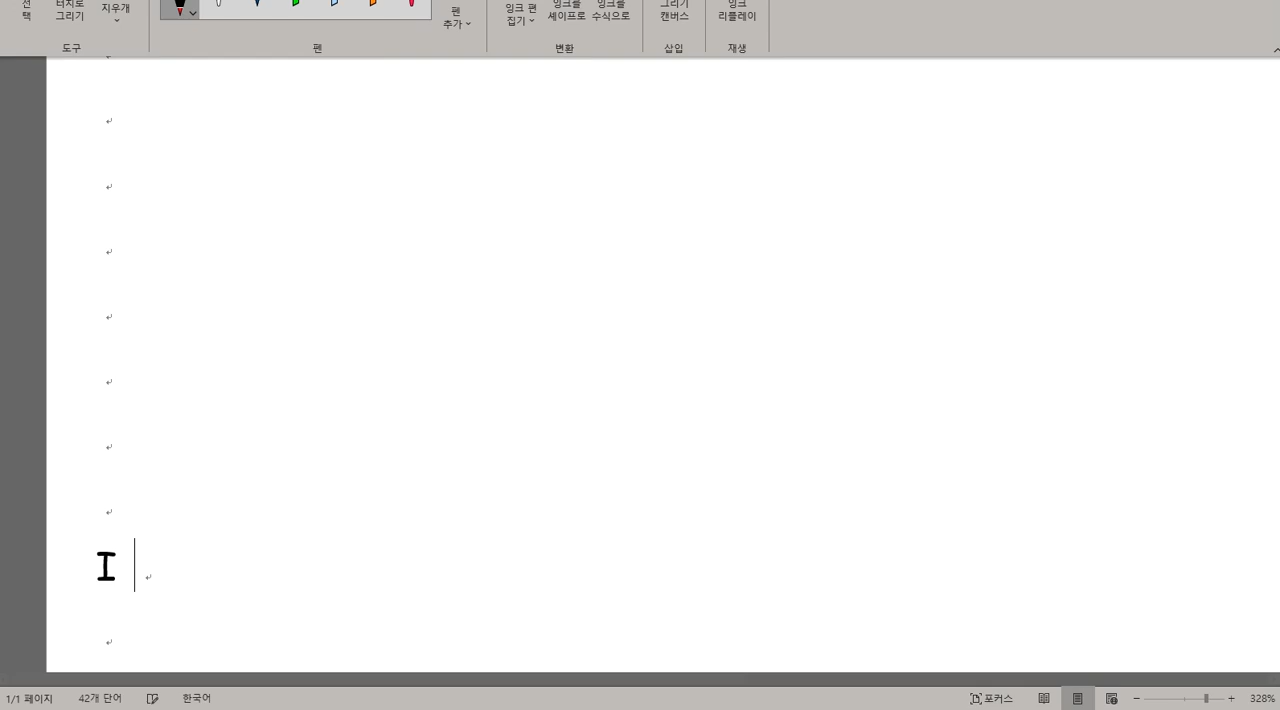 선 터치로 지우개
택 그리기
펜
추가
잉크 편
집기
잉크를
셰이프로
잉크를
수식으로
그리기
캔버스
잉크
리플레이
도구 펜 변환 삽입 재생
1/1 페이지 42개 단어 한국어 포커스 328%